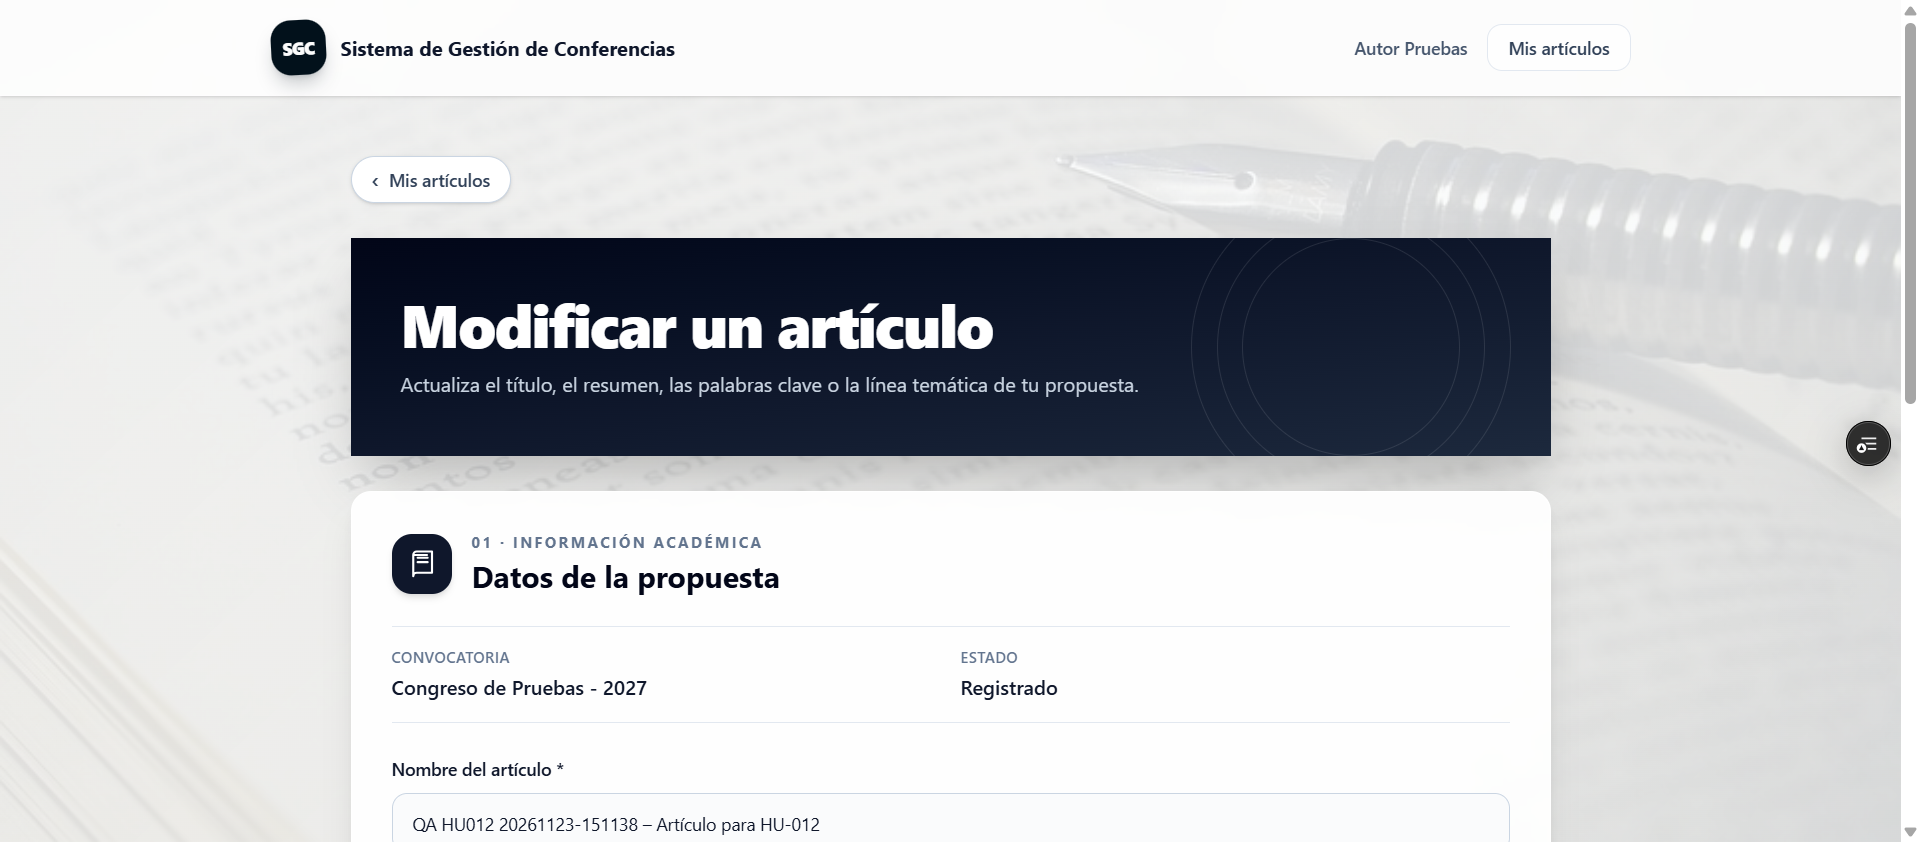 SGC
Sistema de Gestión de Conferencias
Autor Pruebas
Mis artículos
‹ Mis artículos
Modificar un artículo
Actualiza el título, el resumen, las palabras clave o la línea temática de tu propuesta.
01 · INFORMACIÓN ACADÉMICA
Datos de la propuesta
CONVOCATORIA
Congreso de Pruebas - 2027
ESTADO
Registrado
Nombre del artículo *
QA HU012 20261123-151138 – Artículo para HU-012